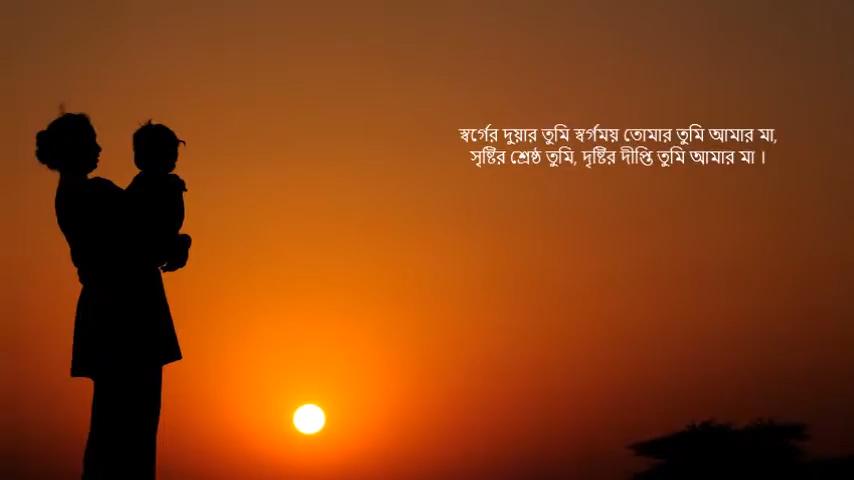 স্বর্গের দুয়ার তুমি স্বর্গময় তোমার তুমি আমার মা,
সৃষ্টির শ্রেষ্ঠ তুমি, দৃষ্টির দীপ্তি তুমি আমার মা ।